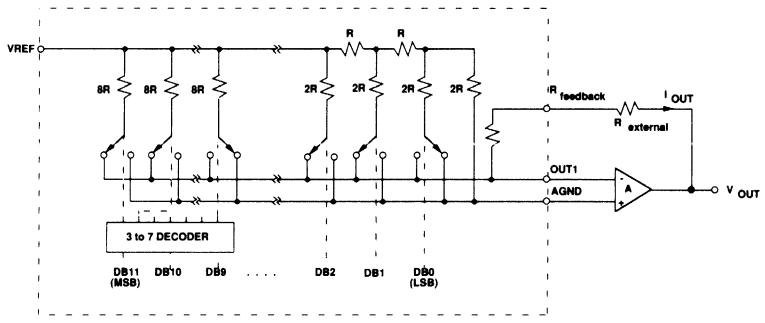 R R
VREF
8R 8R 8R 2R 2R 2R 2R
R feedback
I OUT
R external
OUT1
AGND
-
A
+
V OUT
3 to 7 DECODER
DB11 DB10 DB9 . . . . DB2 DB1 DB0
(MSB) (LSB)